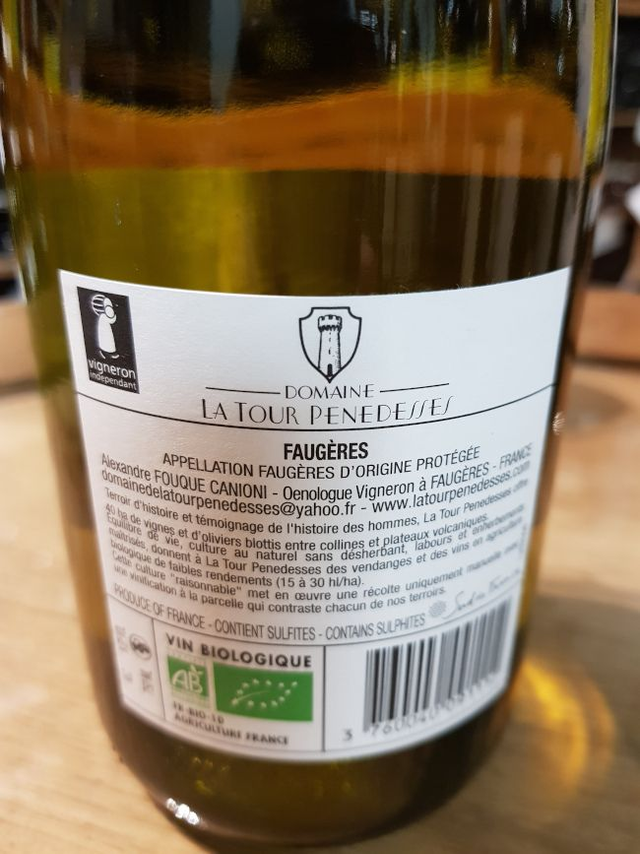 vigneron
indépendant
DOMAINE
LA TOUR PENEDESSES
FAUGÈRES
APPELLATION FAUGÈRES D'ORIGINE PROTÉGÉE
Alexandre FOUQUE CANIONI - Oenologue Vigneron à FAUGÈRES - FRANCE
domainedelatourpenedesses@yahoo.fr - www.latourpenedesses.com
Terroir d'histoire et témoignage de l'histoire des hommes, La Tour Penedesses offre
40 ha de vignes et d'oliviers blottis entre collines et plateaux volcaniques.
Equilibre de vie, culture au naturel sans désherbant, labours et enherbements
maîtrisés, donnent à La Tour Penedesses des vendanges et des vins en agriculture
biologique de faibles rendements (15 à 30 hl/ha).
Cette culture "raisonnable" met en œuvre une récolte uniquement manuelle
une vinification à la parcelle qui contraste chacun de nos terroirs.
PRODUCE OF FRANCE - CONTIENT SULFITES - CONTAINS SULPHITES
VIN BIOLOGIQUE
AB
FR-BIO-10
AGRICULTURE FRANCE
3